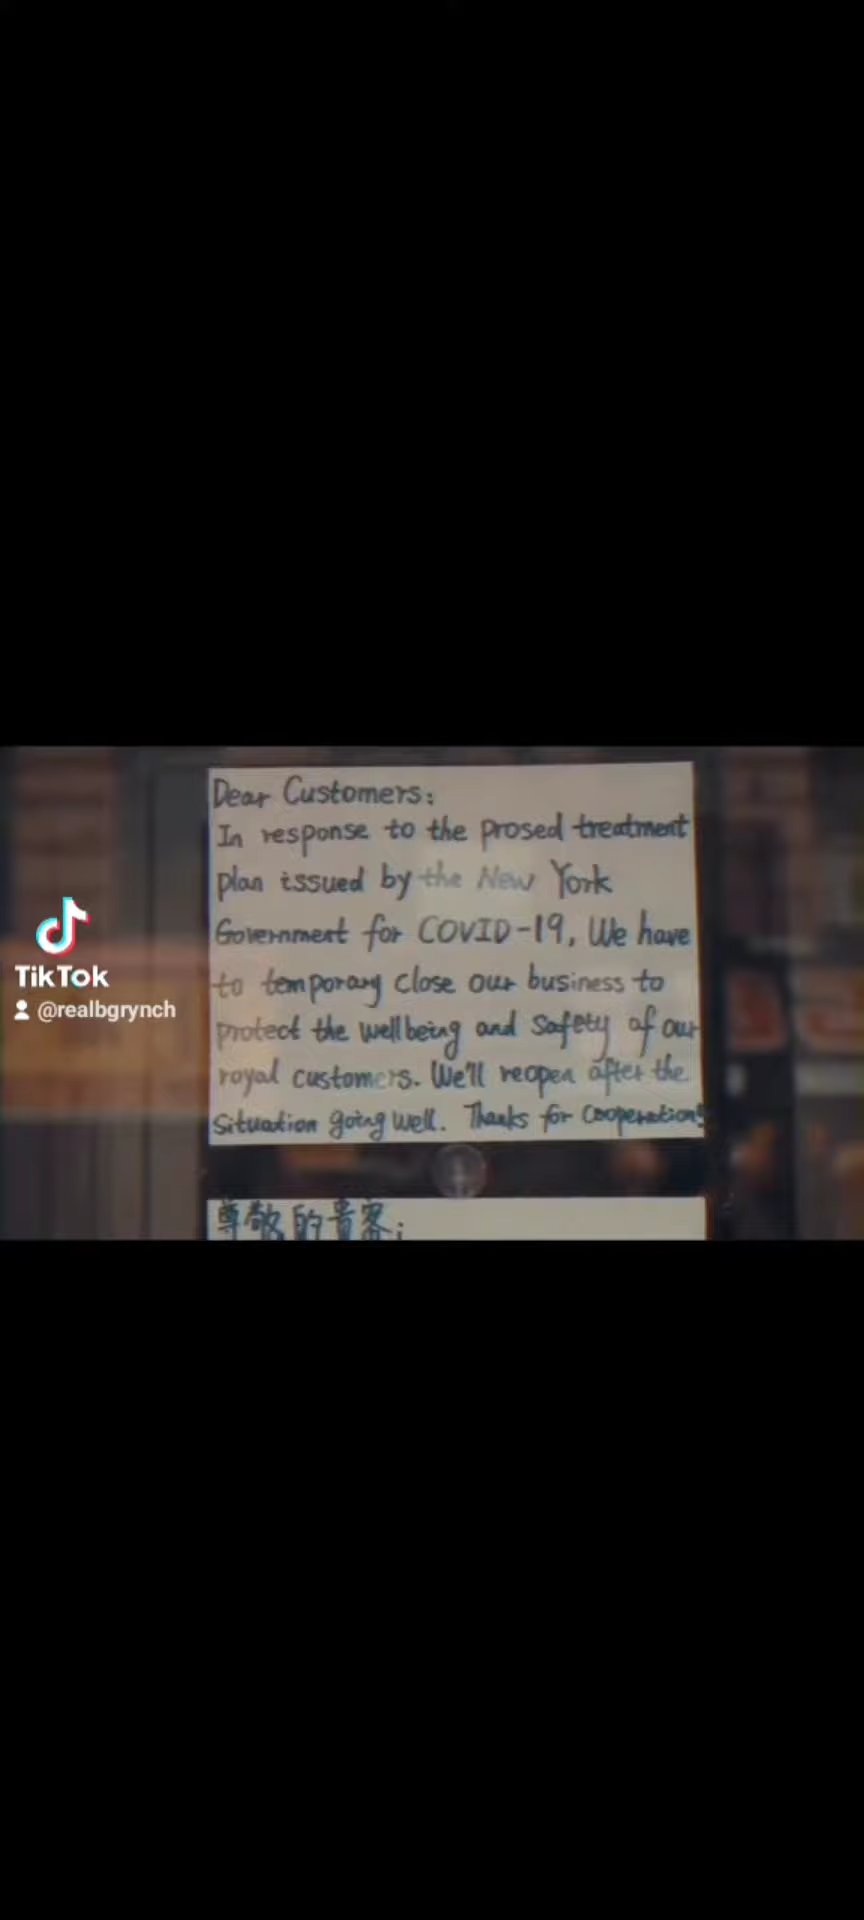 Dear Customers:
In response to the prosed treatment
plan issued by the New York
Government for COVID-19, We have
to temporary close our business to
protect the wellbeing and safety of our
royal customers. We'll reopen after the
situation going well. Thanks for Cooperation!
尊敬的貴客:
TikTok
@realbgrynch